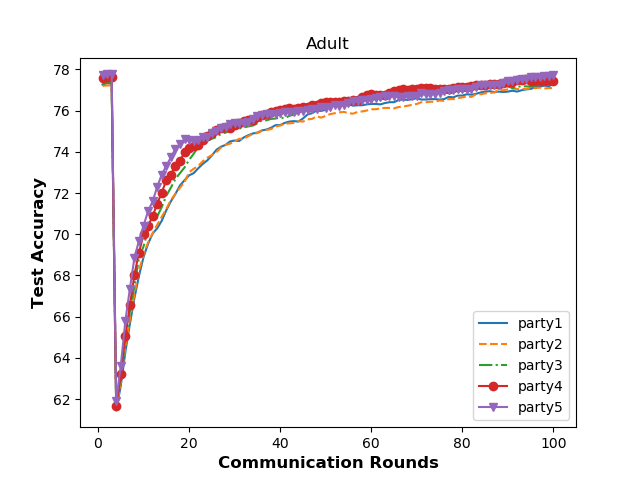 Adult
Test Accuracy
78
76
74
72
70
68
66
64
62
0 20 40 60 80 100
Communication Rounds
party1
party2
party3
party4
party5